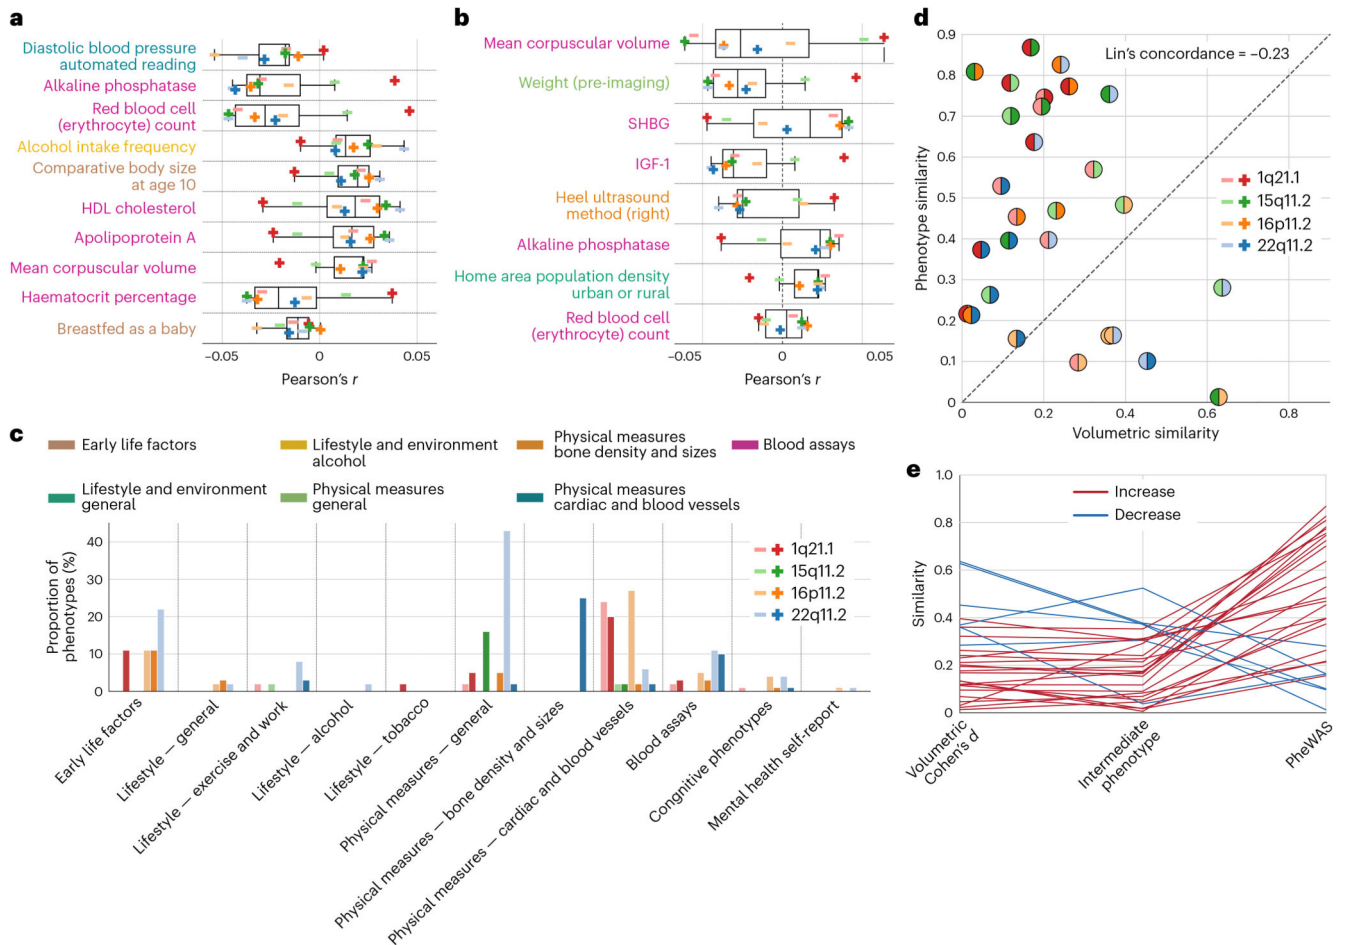 a
Diastolic blood pressure
automated reading
Alkaline phosphatase
Red blood cell
(erythrocyte) count
Alcohol intake frequency
Comparative body size
at age 10
HDL cholesterol
Apolipoprotein A
Mean corpuscular volume
Haematocrit percentage
Breastfed as a baby
−0.05 0 0.05
Pearson's r
b
Mean corpuscular volume
Weight (pre-imaging)
SHBG
IGF-1
Heel ultrasound
method (right)
Alkaline phosphatase
Home area population density
urban or rural
Red blood cell
(erythrocyte) count
−0.05 0 0.05
Pearson's r
c
Early life factors
Lifestyle and environment
alcohol
Physical measures
bone density and sizes
Blood assays
Lifestyle and environment
general
Physical measures
general
Physical measures
cardiac and blood vessels
Proportion of
phenotypes (%)
40
30
20
10
0
1q21.1
15q11.2
16p11.2
22q11.2
Early life factors
Lifestyle – general
Lifestyle – exercise and work
Lifestyle – alcohol
Lifestyle – tobacco
Physical measures – general
Physical measures – bone density and sizes
Physical measures – cardiac and blood vessels
Blood assays
Congnitive phenotypes
Mental health self-report
d
Phenotype similarity
0.9
0.8
0.7
0.6
0.5
0.4
0.3
0.2
0.1
0
Lin's concordance = −0.23
1q21.1
15q11.2
16p11.2
22q11.2
0 0.2 0.4 0.6 0.8
Volumetric similarity
e
Similarity
1.0
0.8
0.6
0.4
0.2
0
Increase
Decrease
Volumetric
Cohen's d
Intermediate
phenotype
PheWAS